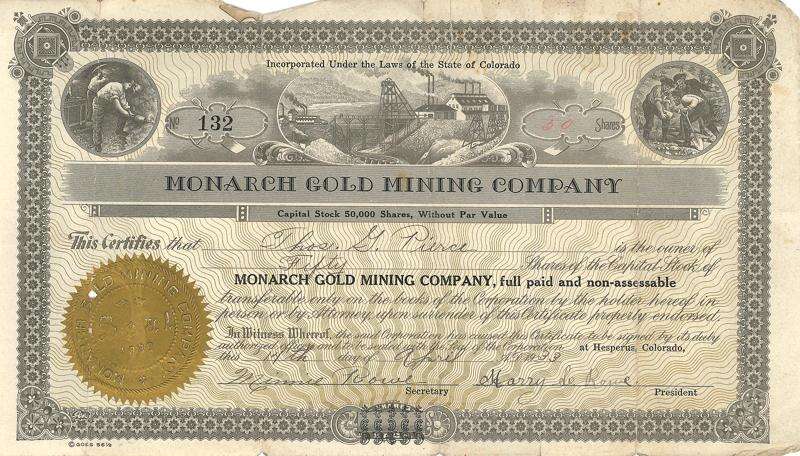 Incorporated Under the Laws of the State of Colorado
No 132
50 Shares
MONARCH GOLD MINING COMPANY
Capital Stock 50,000 Shares, Without Par Value
This Certifies that Thos. G. Pierce is the owner of
Fifty Shares of the Capital Stock of
MONARCH GOLD MINING COMPANY, full paid and non-assessable
transferable only on the books of the Corporation by the holder hereof in
person or by Attorney, upon surrender of this Certificate properly endorsed.
In Witness Whereof, the said Corporation has caused this Certificate to be signed by its duly
authorized officers and to be sealed with the Seal of the Corporation at Hesperus, Colorado,
this day of April 1933
Secretary
Harry de Rowe
President
© GOES 56½